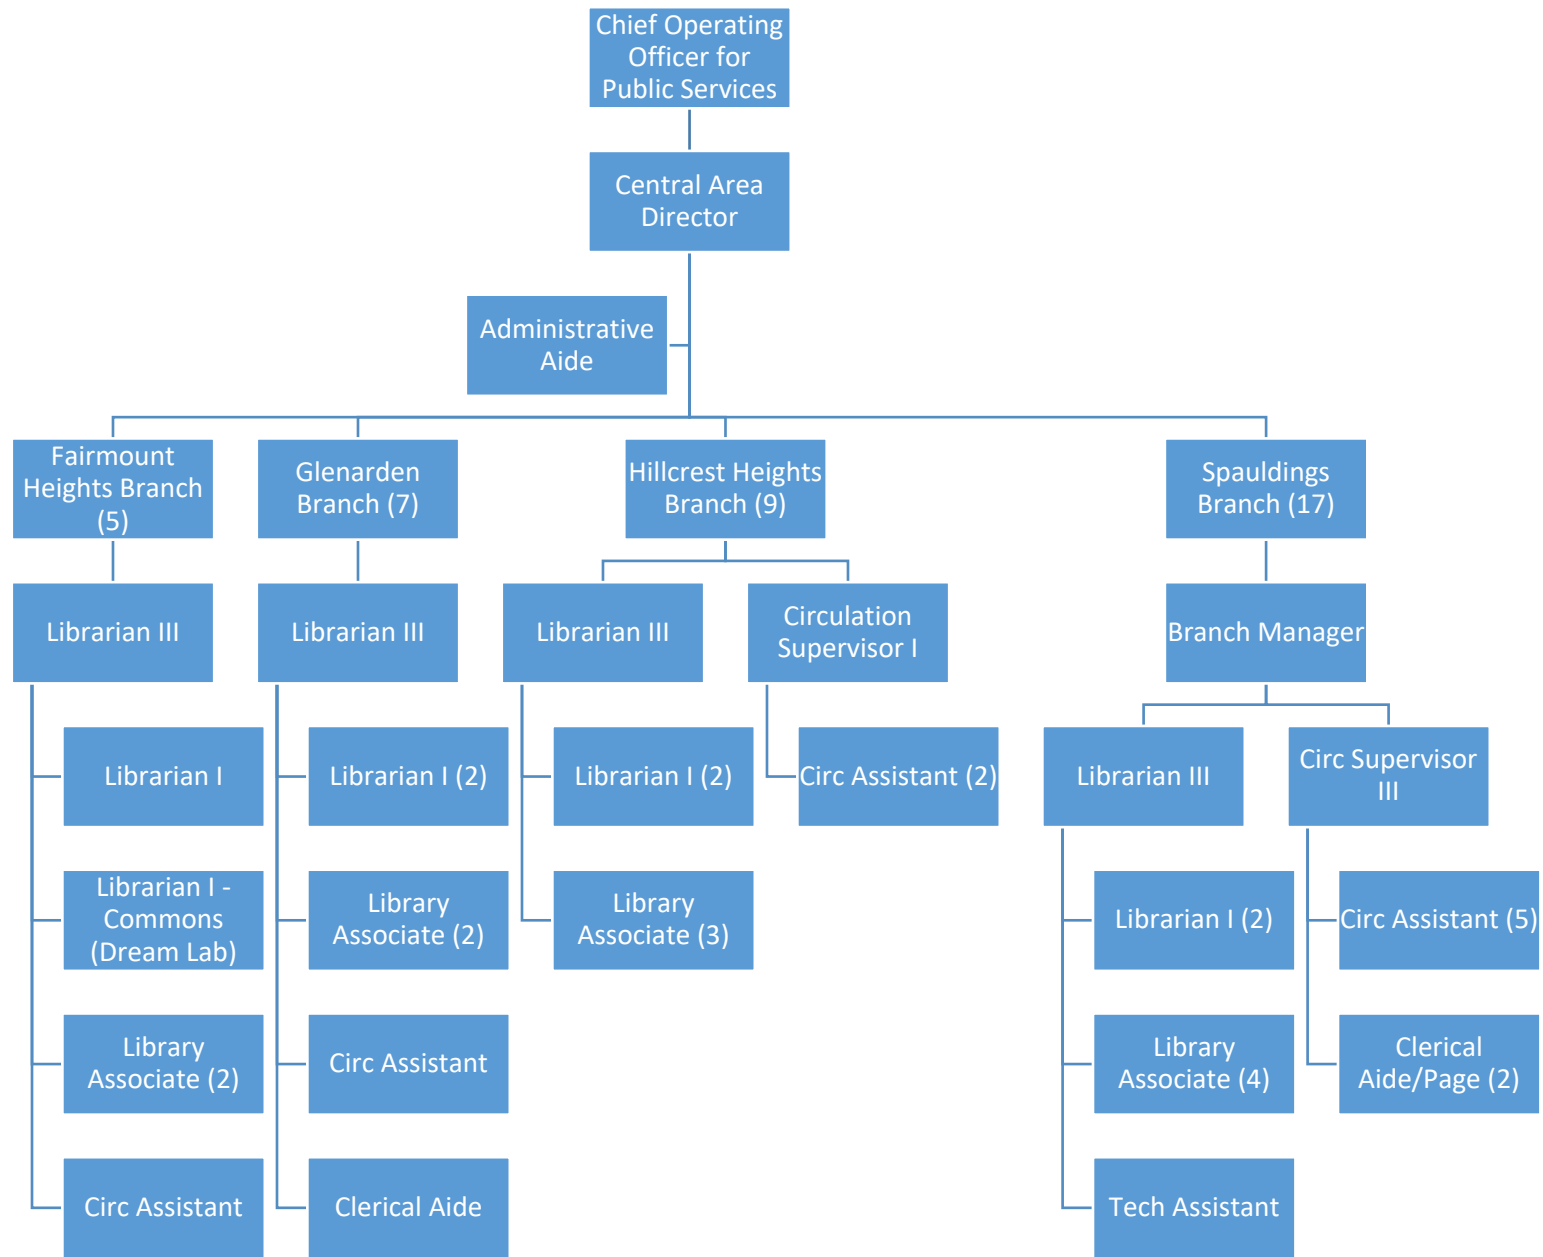 Chief Operating
Officer for
Public Services
Central Area
Director
Administrative
Aide
Fairmount
Heights Branch
(5)
Glenarden
Branch (7)
Hillcrest Heights
Branch (9)
Spauldings
Branch (17)
Librarian III
Librarian III
Librarian III
Circulation
Supervisor I
Branch Manager
Librarian I
Librarian I (2)
Librarian I (2)
Circ Assistant (2)
Librarian III
Circ Supervisor
III
Librarian I -
Commons
(Dream Lab)
Library
Associate (2)
Library
Associate (3)
Librarian I (2)
Circ Assistant (5)
Library
Associate (2)
Circ Assistant
Library
Associate (4)
Clerical
Aide/Page (2)
Circ Assistant
Clerical Aide
Tech Assistant